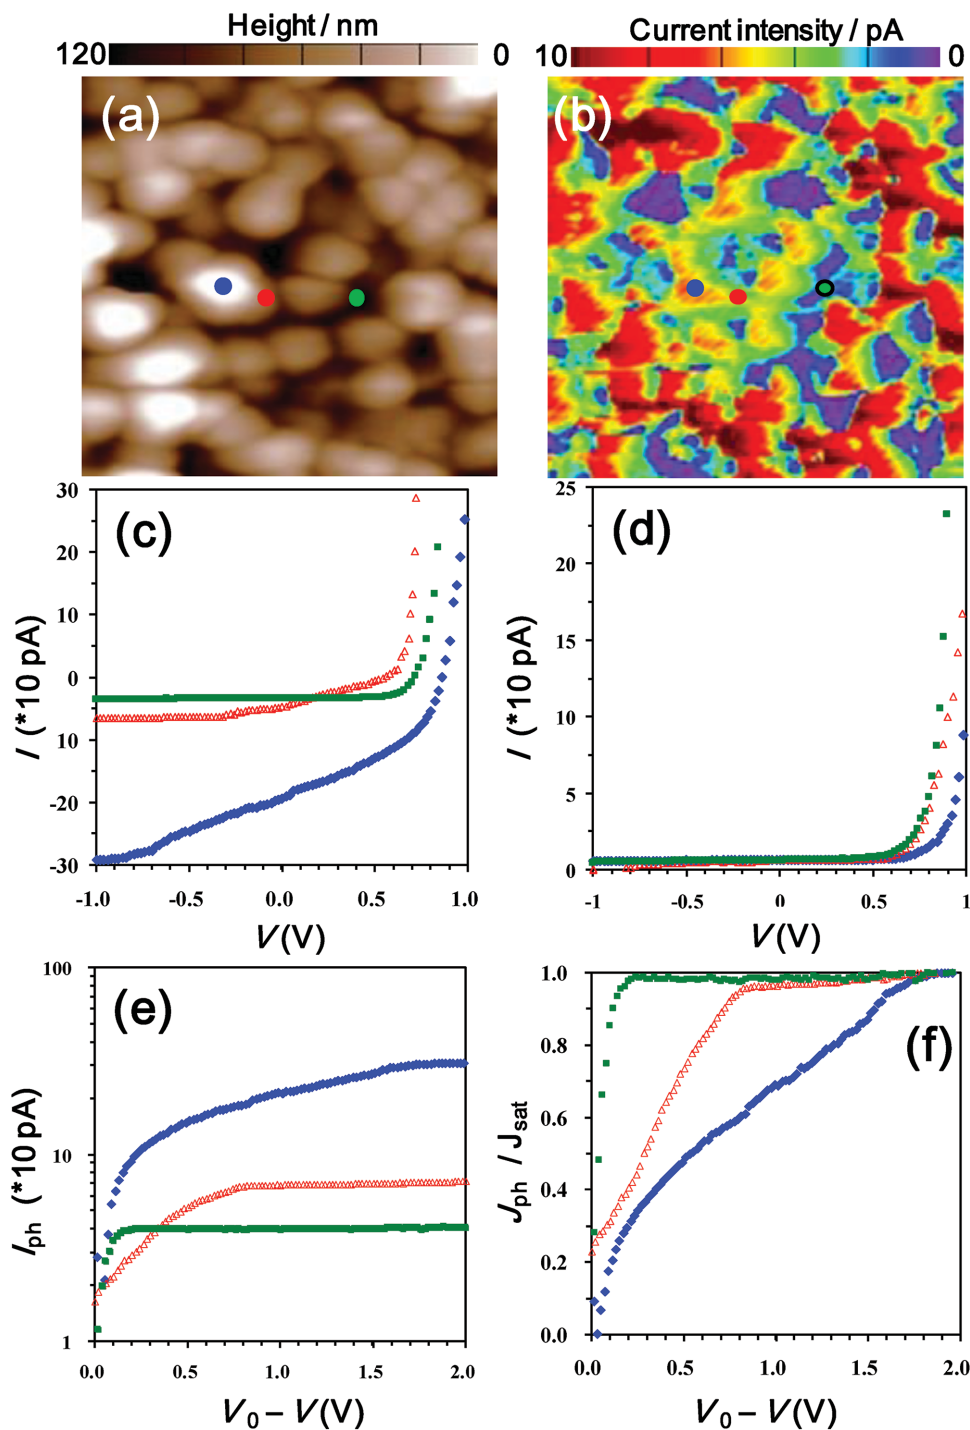 Height / nm
120 0
Current intensity / pA
10 0
(a)
(b)
(c)
30
20
10
0
10
-20
-30
-1.0 -0.5 0.0 0.5 1.0
I (*10 pA)
V (V)
(d)
25
20
15
10
5
0
-1 -0.5 0 0.5 1
I (*10 pA)
V (V)
(e)
100
10
1
0.0 0.5 1.0 1.5 2.0
Iph (*10 pA)
V0 – V (V)
(f)
1.0
0.8
0.6
0.4
0.2
0.0
0.0 0.5 1.0 1.5 2.0
Jph / Jsat
V0 – V (V)